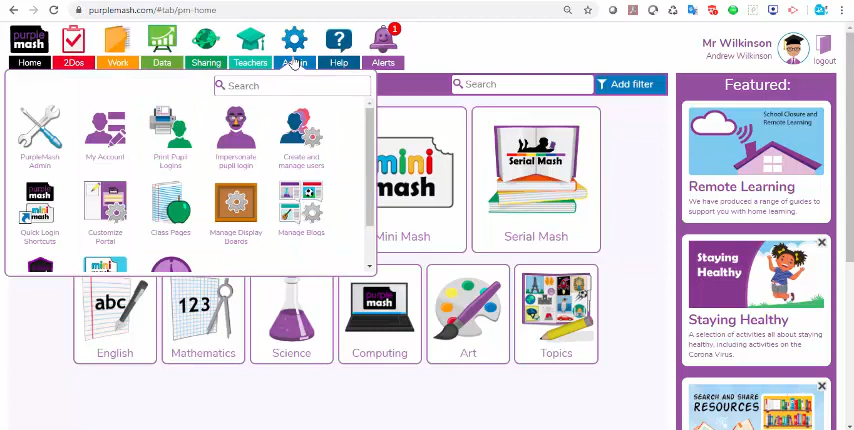 purplemash.com/#tab/pm-home
purple
mash
1
Mr Wilkinson
Andrew Wilkinson
logout
Home
2Dos
Work
Data
Sharing
Teachers
Admin
Help
Alerts
Search
Search
Add filter
Featured:
PurpleMash
Admin
My Account
Print Pupil
Logins
Impersonate
pupil login
Create and
manage users
purple
mash
mini
mash
Quick Login
Shortcuts
Customize
Portal
Class Pages
Manage Display
Boards
Manage Blogs
mini
mini
mash
Mini Mash
Serial Mash
Serial Mash
School Closure and
Remote Learning
Remote Learning
We have produced a range of guides to
support you with home learning.
Staying
Healthy
Staying Healthy
A selection of activities all about staying
healthy, including activities on the
Corona Virus.
SEARCH AND SHARE
RESOURCES
abc
English
123
Mathematics
Science
purple
mash
Computing
Art
Topics